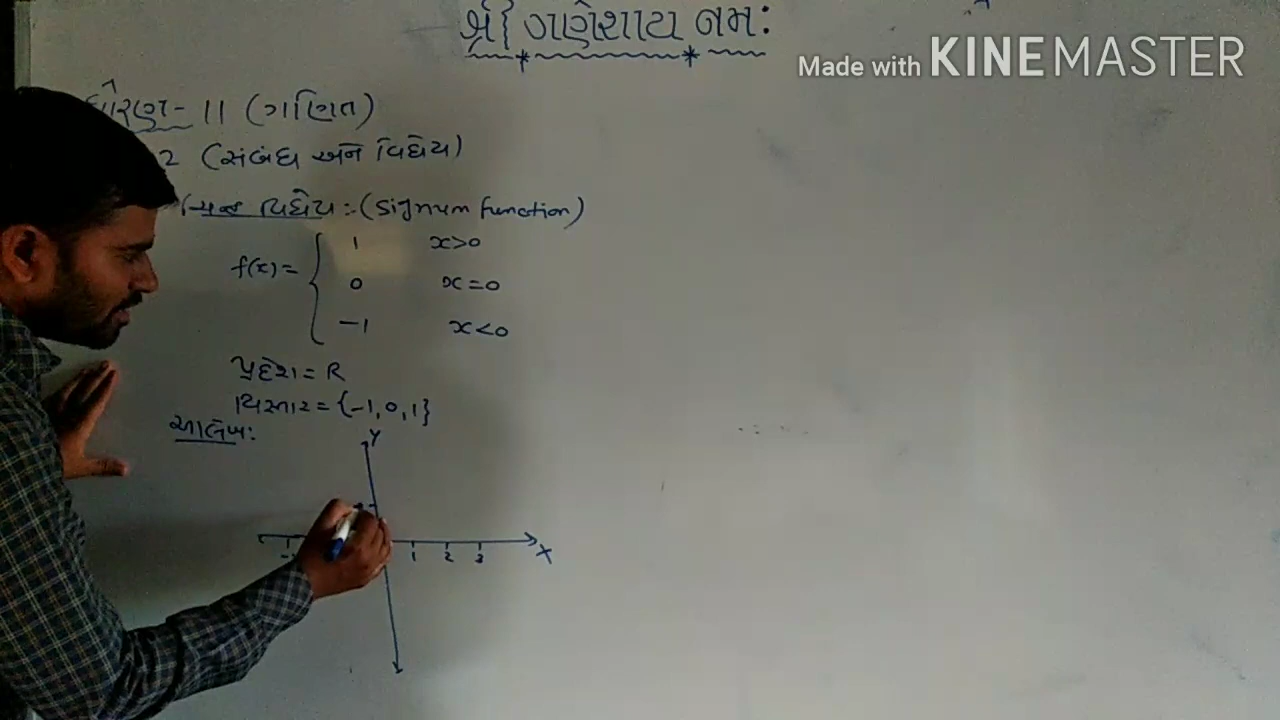 શ્રી ગણેશાય નમઃ
Made with KINEMASTER
ધોરણ - 11 (ગણિત)
2 (સંબંધ અને વિધેય)
વિધેય :- (Signum function)
f(x) = { 1 x>0
0 x=0
-1 x<0
પ્રદેશ = R
વિસ્તાર = {-1, 0, 1}
આલેખ:
Y
1 2 3 X